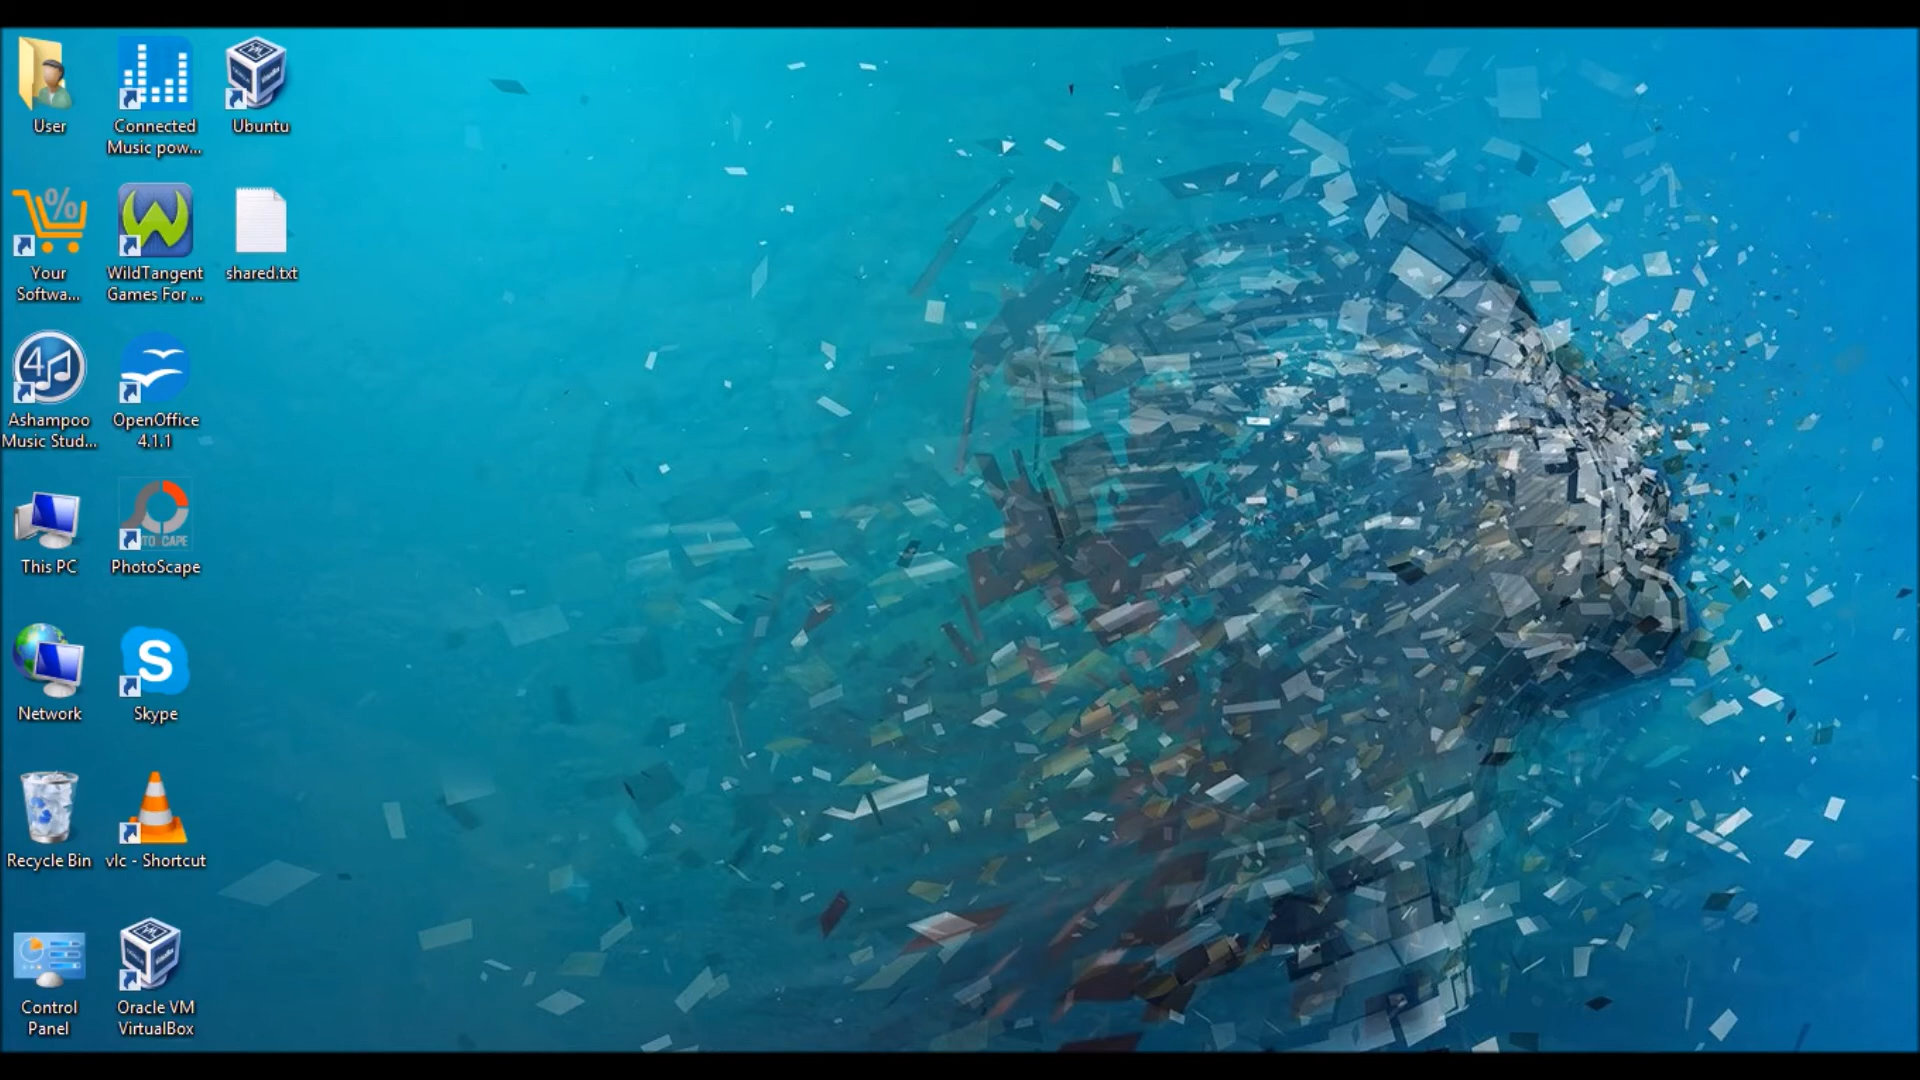 User
Connected
Music pow...
Ubuntu
Your
Softwa...
WildTangent
Games For ...
shared.txt
Ashampoo
Music Stud...
OpenOffice
4.1.1
This PC
PhotoScape
Network
Skype
Recycle Bin
vlc - Shortcut
Control
Panel
Oracle VM
VirtualBox